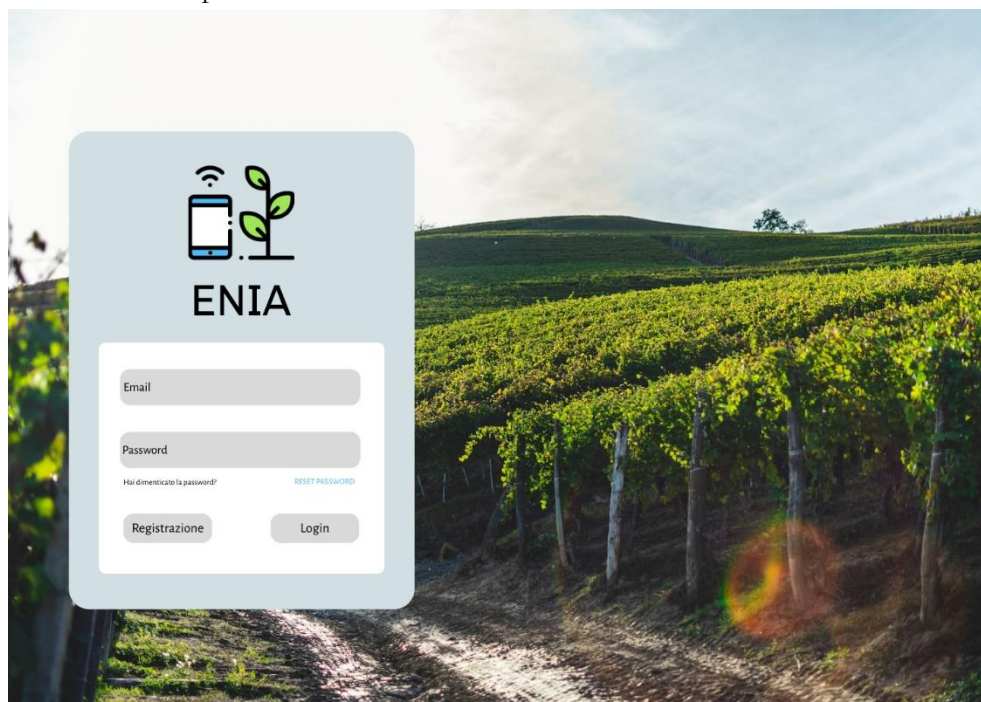 ENIA
Email
Password
Hai dimenticato la password? RESET PASSWORD
Registrazione Login